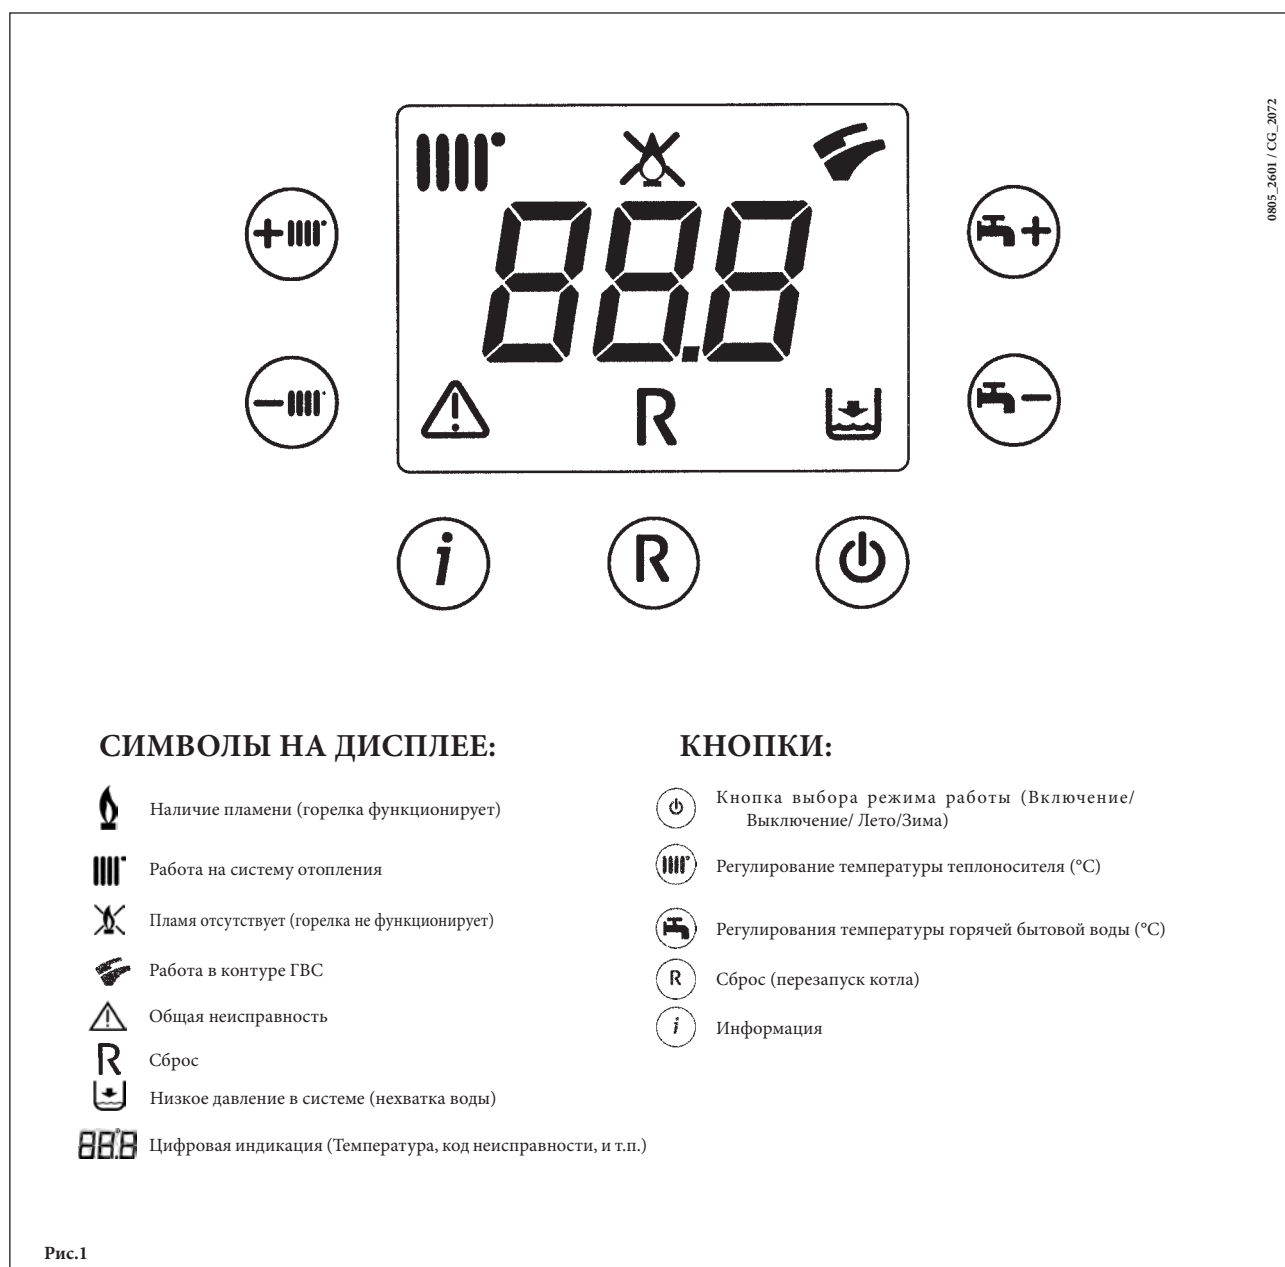 0805_2601 / CG_2072
88.8
R
i
R
СИМВОЛЫ НА ДИСПЛЕЕ:
Наличие пламени (горелка функционирует)
Работа на систему отопления
Пламя отсутствует (горелка не функционирует)
Работа в контуре ГВС
Общая неисправность
R Сброс
Низкое давление в системе (нехватка воды)
88.8 Цифровая индикация (Температура, код неисправности, и т.п.)
КНОПКИ:
Кнопка выбора режима работы (Включение/
Выключение/ Лето/Зима)
Регулирование температуры теплоносителя (°C)
Регулирования температуры горячей бытовой воды (°C)
R Сброс (перезапуск котла)
i Информация
Рис.1